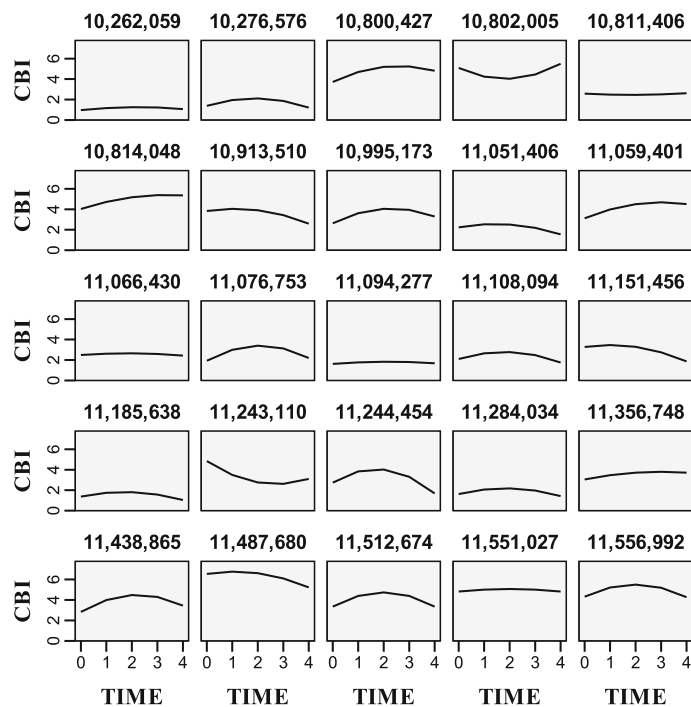 10,262,059 10,276,576 10,800,427 10,802,005 10,811,406
CBI 0 2 4 6
10,814,048 10,913,510 10,995,173 11,051,406 11,059,401
CBI 0 2 4 6
11,066,430 11,076,753 11,094,277 11,108,094 11,151,456
CBI 0 2 4 6
11,185,638 11,243,110 11,244,454 11,284,034 11,356,748
CBI 0 2 4 6
11,438,865 11,487,680 11,512,674 11,551,027 11,556,992
CBI 0 2 4 6
0 1 2 3 4 0 1 2 3 4 0 1 2 3 4 0 1 2 3 4 0 1 2 3 4
TIME TIME TIME TIME TIME